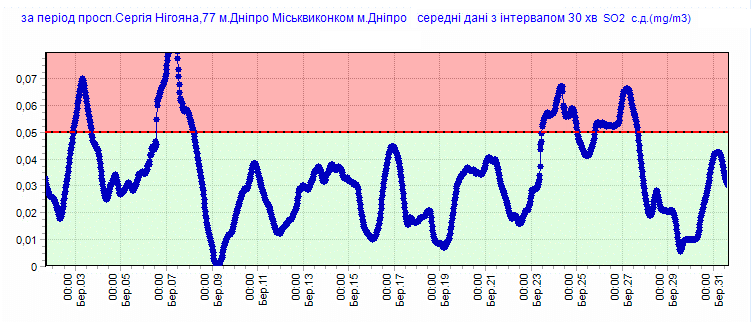 за період просп.Сергія Нігояна,77 м.Дніпро Міськвиконком м.Дніпро середні дані з інтервалом 30 хв SO2 с.д.(mg/m3)
0,07
0,06
0,05
0,04
0,03
0,02
0,01
0
00:00 Бер.03
00:00 Бер.05
00:00 Бер.07
00:00 Бер.09
00:00 Бер.11
00:00 Бер.13
00:00 Бер.15
00:00 Бер.17
00:00 Бер.19
00:00 Бер.21
00:00 Бер.23
00:00 Бер.25
00:00 Бер.27
00:00 Бер.29
00:00 Бер.31